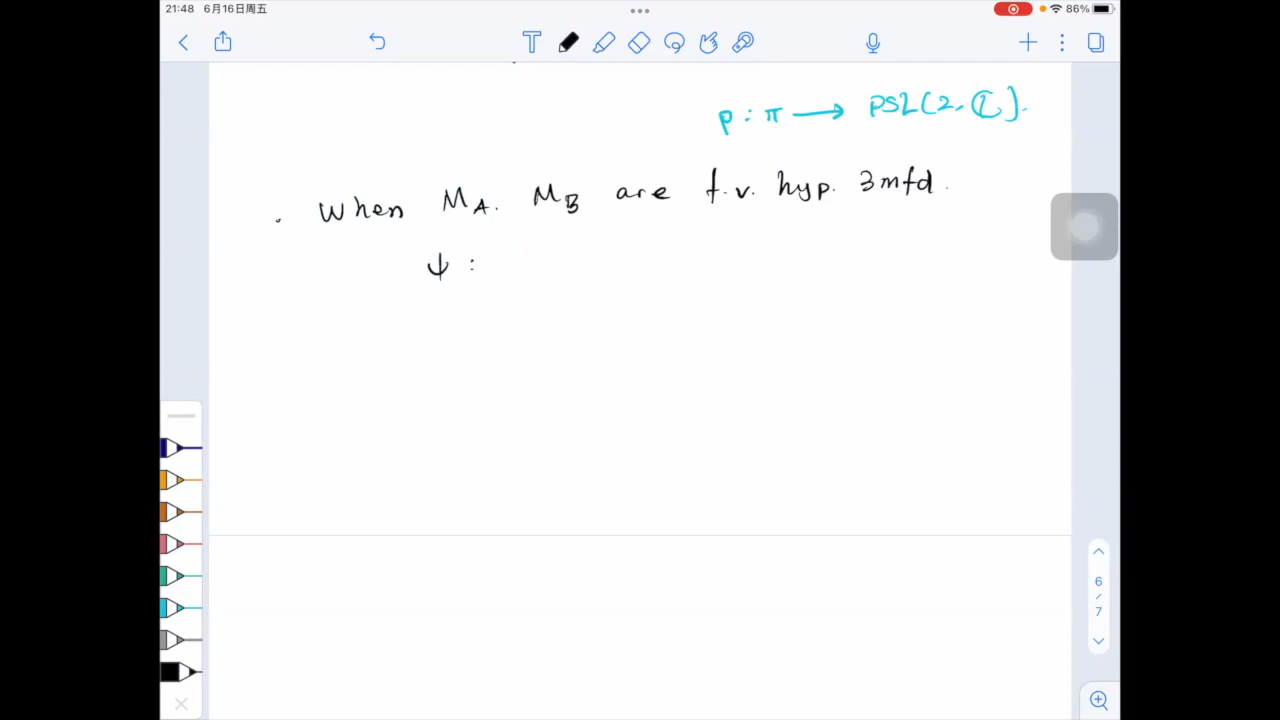 21:48 6月16日周五
86%
ρ : π → PSL(2, ℂ).
· When M_A. M_B are f.v. hyp. 3mfd.
ψ :
6
/
7